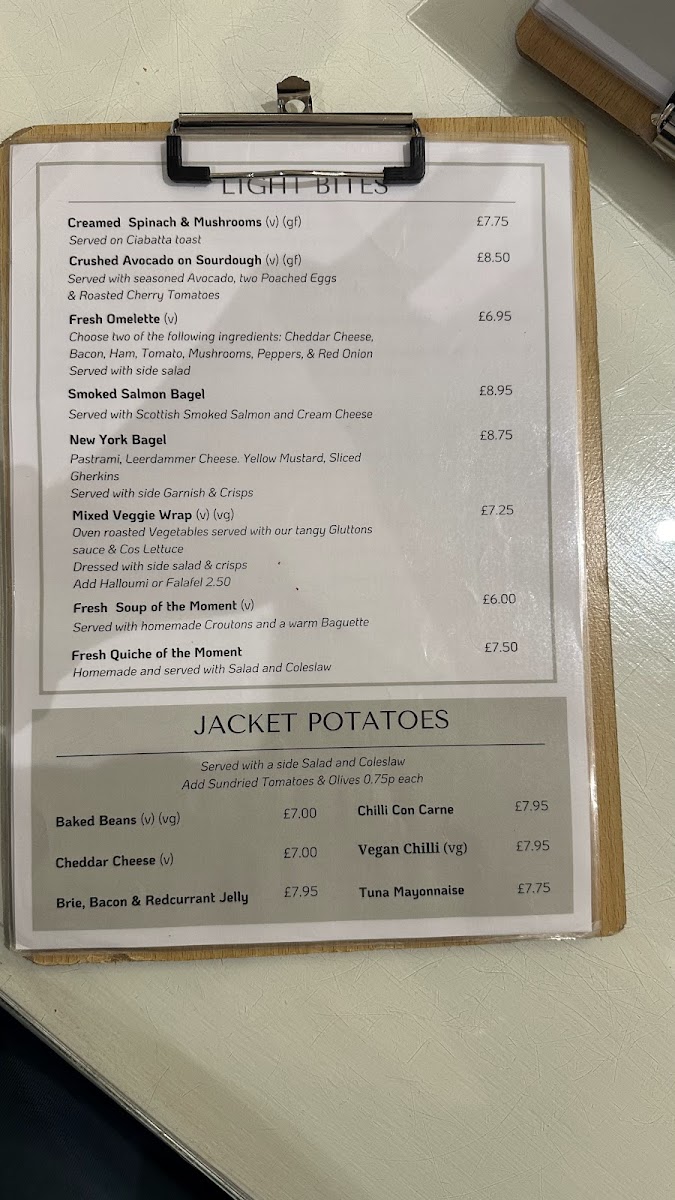 LIGHT BITES
Creamed Spinach & Mushrooms (v) (gf) £7.75
Served on Ciabatta toast
Crushed Avocado on Sourdough (v) (gf) £8.50
Served with seasoned Avocado, two Poached Eggs
& Roasted Cherry Tomatoes
Fresh Omelette (v) £6.95
Choose two of the following ingredients: Cheddar Cheese,
Bacon, Ham, Tomato, Mushrooms, Peppers, & Red Onion
Served with side salad
Smoked Salmon Bagel £8.95
Served with Scottish Smoked Salmon and Cream Cheese
New York Bagel £8.75
Pastrami, Leerdammer Cheese. Yellow Mustard, Sliced
Gherkins
Served with side Garnish & Crisps
Mixed Veggie Wrap (v) (vg) £7.25
Oven roasted Vegetables served with our tangy Gluttons
sauce & Cos Lettuce
Dressed with side salad & crisps
Add Halloumi or Falafel 2.50
Fresh Soup of the Moment (v) £6.00
Served with homemade Croutons and a warm Baguette
Fresh Quiche of the Moment £7.50
Homemade and served with Salad and Coleslaw
JACKET POTATOES
Served with a side Salad and Coleslaw
Add Sundried Tomatoes & Olives 0.75p each
Baked Beans (v) (vg) £7.00
Cheddar Cheese (v) £7.00
Brie, Bacon & Redcurrant Jelly £7.95
Chilli Con Carne £7.95
Vegan Chilli (vg) £7.95
Tuna Mayonnaise £7.75